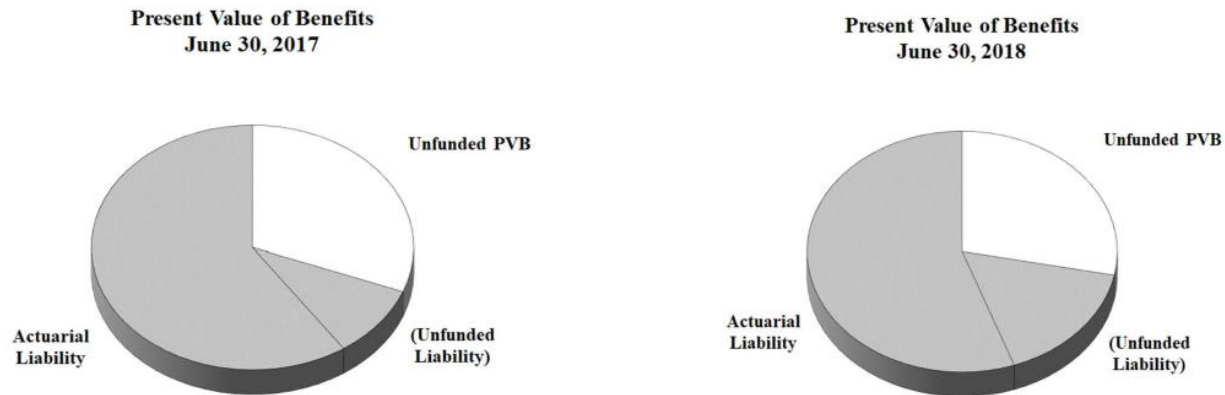 Present Value of Benefits
June 30, 2017
Unfunded PVB
Actuarial
Liability
(Unfunded
Liability)
Present Value of Benefits
June 30, 2018
Unfunded PVB
Actuarial
Liability
(Unfunded
Liability)